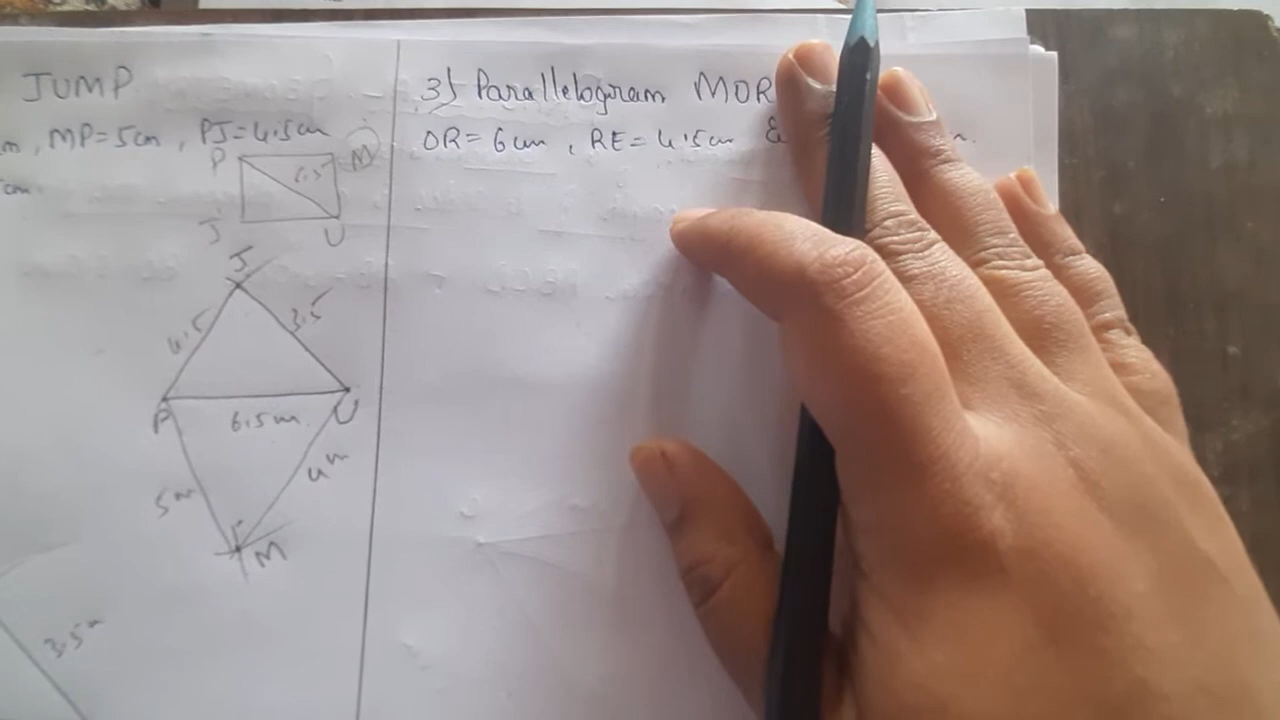 JUMP
m, MP=5cm, PJ=4.5cm
cm.
P
M
6.5
J
U
J
4.5
3.5
P
6.5cm
U
5cm
4cm
M
3.5cm
3) Parallelogram MOR
OR=6cm, RE=4.5cm &
m.